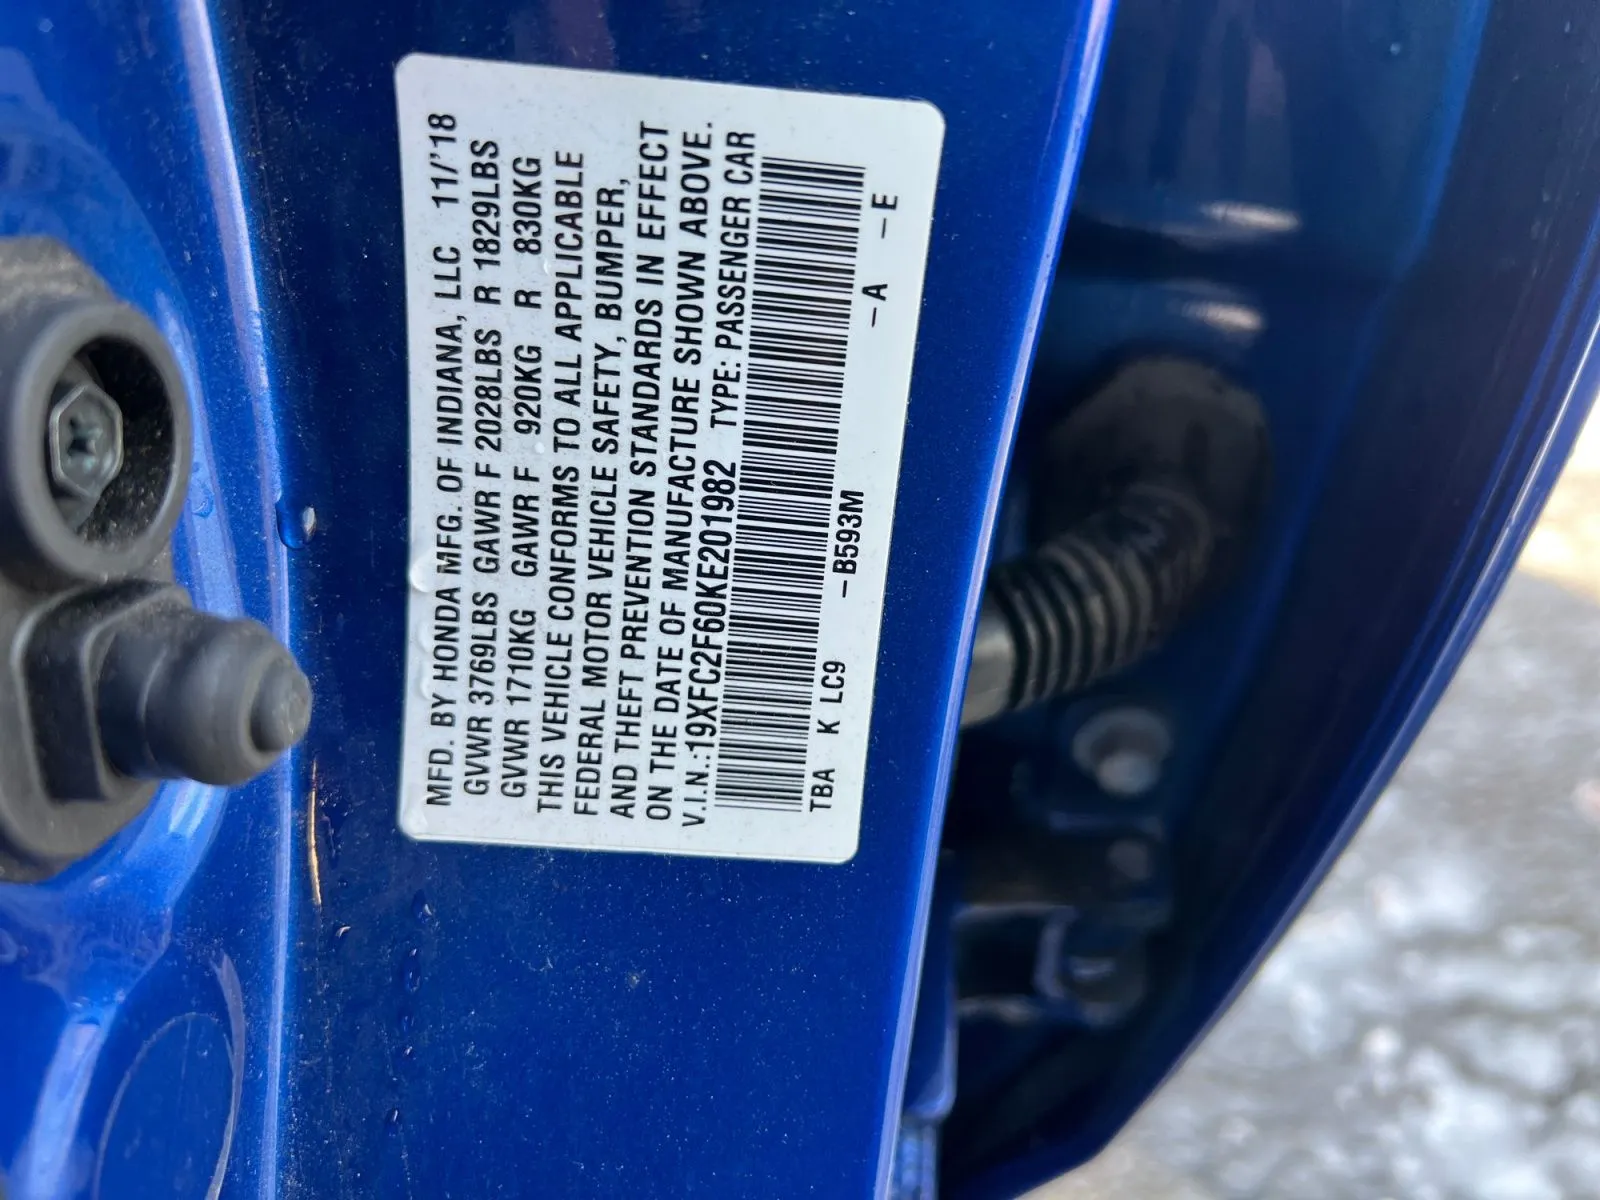 MFD. BY HONDA MFG. OF INDIANA, LLC 11/'18
GVWR 3769LBS GAWR F 2028LBS R 1829LBS
GVWR 1710KG GAWR F 920KG R 830KG
THIS VEHICLE CONFORMS TO ALL APPLICABLE
FEDERAL MOTOR VEHICLE SAFETY, BUMPER,
AND THEFT PREVENTION STANDARDS IN EFFECT
ON THE DATE OF MANUFACTURE SHOWN ABOVE.
V.I.N.:19XFC2F60KE201982 TYPE: PASSENGER CAR
TBA K LC9 -B593M -A -E